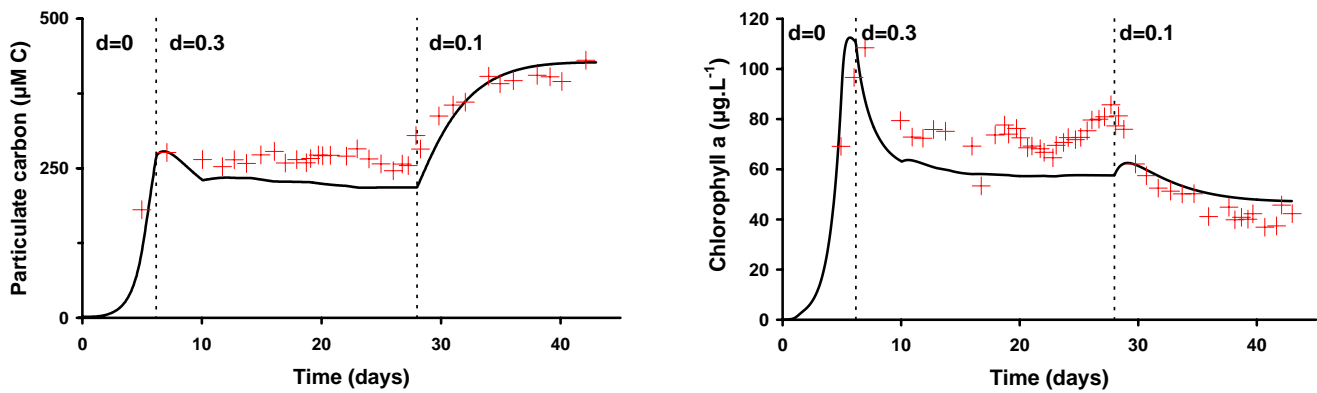 500
250
0
Particulate carbon (µM C)
d=0
d=0.3
d=0.1
0
10
20
30
40
Time (days)
120
100
80
60
40
20
0
Chlorophyll a (µg.L⁻¹)
d=0
d=0.3
d=0.1
0
10
20
30
40
Time (days)